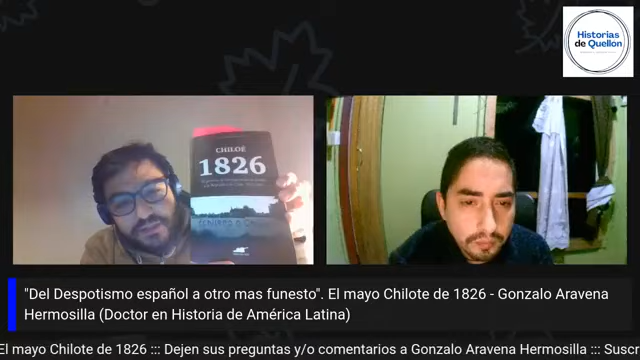 Historias
de Quellon
CHILOÉ
1826
"Del Despotismo español a otro mas funesto". El mayo Chilote de 1826 - Gonzalo Aravena
Hermosilla (Doctor en Historia de América Latina)
El mayo Chilote de 1826 ::: Dejen sus preguntas y/o comentarios a Gonzalo Aravena Hermosilla ::: Suscr